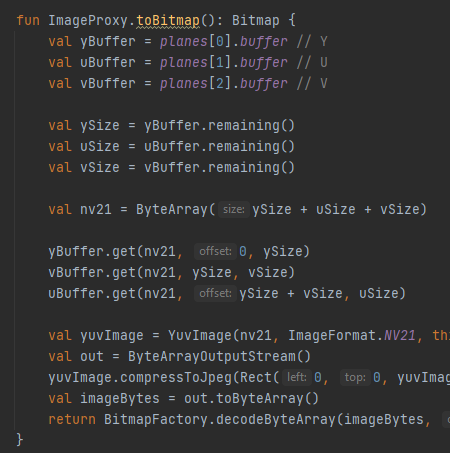 fun ImageProxy.toBitmap(): Bitmap {
val yBuffer = planes[0].buffer // Y
val uBuffer = planes[1].buffer // U
val vBuffer = planes[2].buffer // V
val ySize = yBuffer.remaining()
val uSize = uBuffer.remaining()
val vSize = vBuffer.remaining()
val nv21 = ByteArray( size: ySize + uSize + vSize)
yBuffer.get(nv21, offset: 0, ySize)
vBuffer.get(nv21, ySize, vSize)
uBuffer.get(nv21, offset: ySize + vSize, uSize)
val yuvImage = YuvImage(nv21, ImageFormat.NV21, thi
val out = ByteArrayOutputStream()
yuvImage.compressToJpeg(Rect( left: 0, top: 0, yuvImag
val imageBytes = out.toByteArray()
return BitmapFactory.decodeByteArray(imageBytes,
}